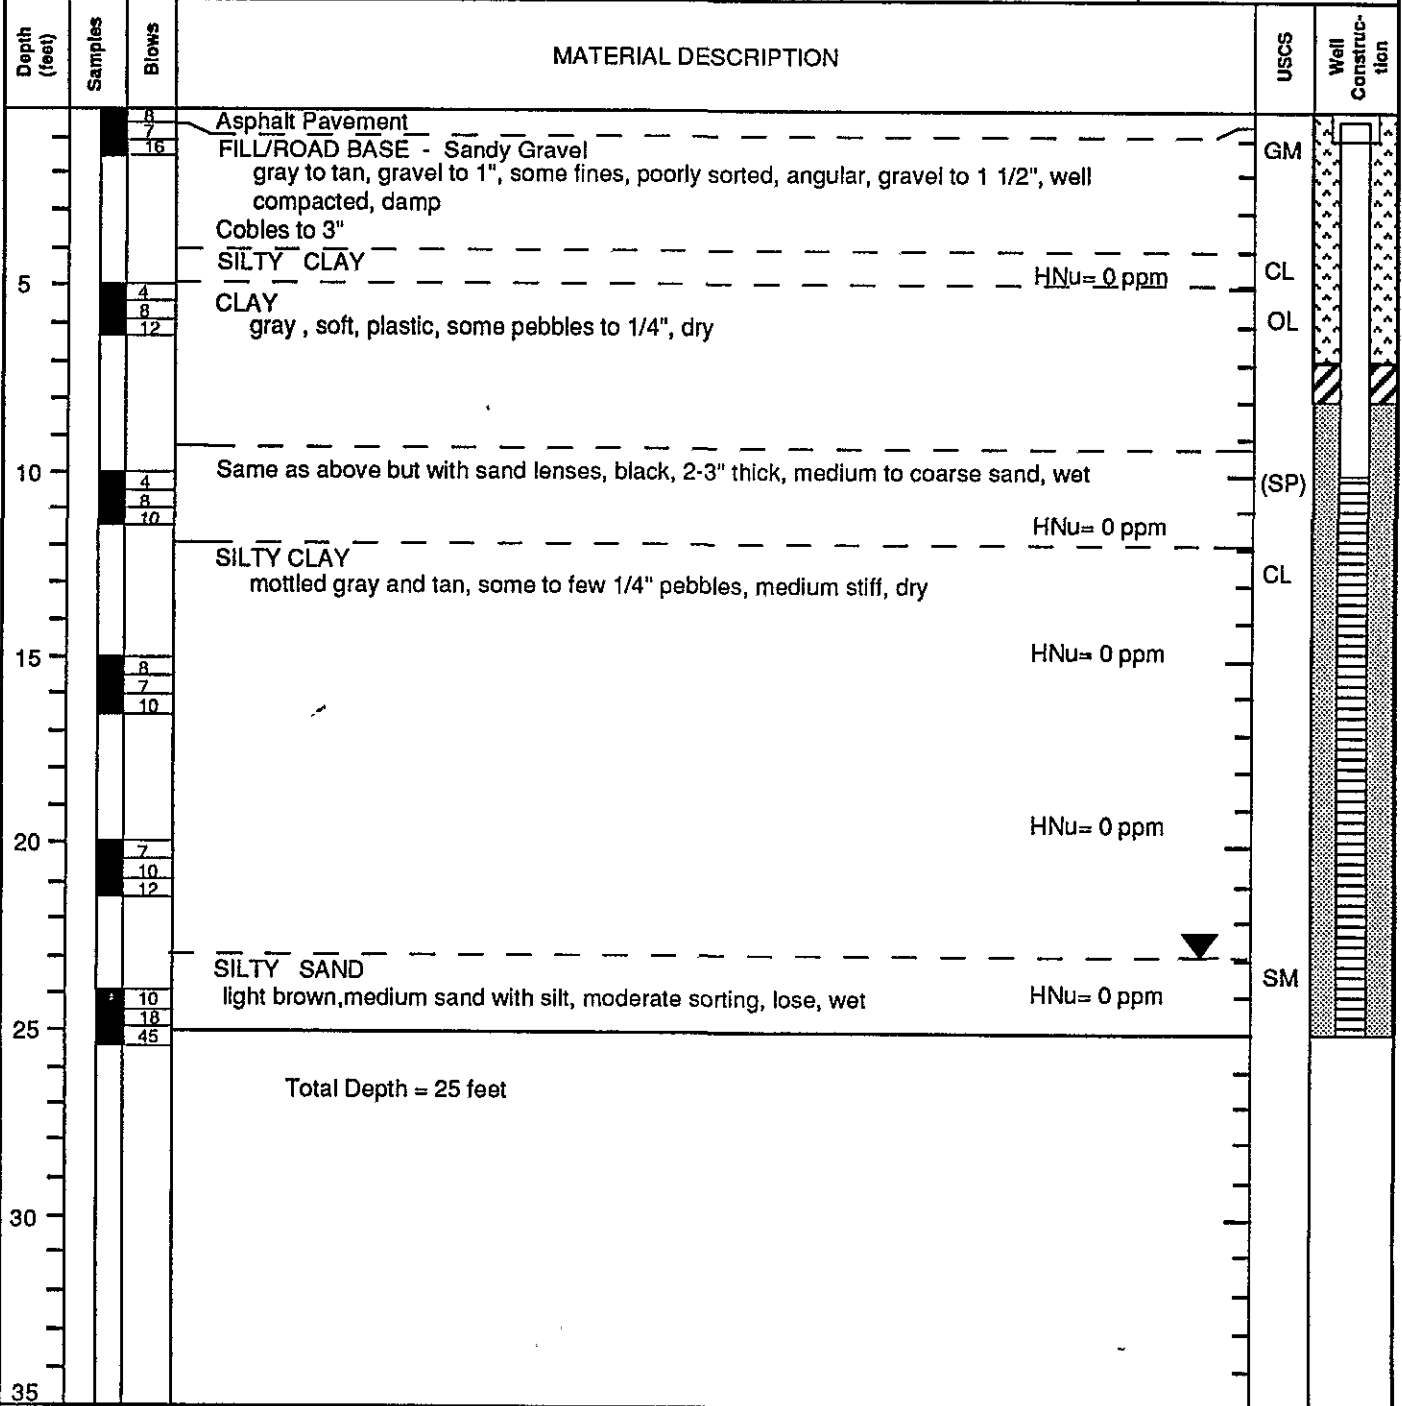 Depth (feet)
Samples
Blows
MATERIAL DESCRIPTION
USCS
Well Construc-tion
8
7
16
Asphalt Pavement
FILL/ROAD BASE - Sandy Gravel
gray to tan, gravel to 1", some fines, poorly sorted, angular, gravel to 1 1/2", well
compacted, damp
Cobles to 3"
GM
SILTY CLAY
HNu= 0 ppm
CL
5
4
8
12
CLAY
gray , soft, plastic, some pebbles to 1/4", dry
OL
10
4
8
10
Same as above but with sand lenses, black, 2-3" thick, medium to coarse sand, wet
(SP)
HNu= 0 ppm
SILTY CLAY
mottled gray and tan, some to few 1/4" pebbles, medium stiff, dry
CL
15
8
7
10
HNu= 0 ppm
20
7
10
12
HNu= 0 ppm
SILTY SAND
light brown,medium sand with silt, moderate sorting, lose, wet
HNu= 0 ppm
SM
10
18
45
25
Total Depth = 25 feet
30
35